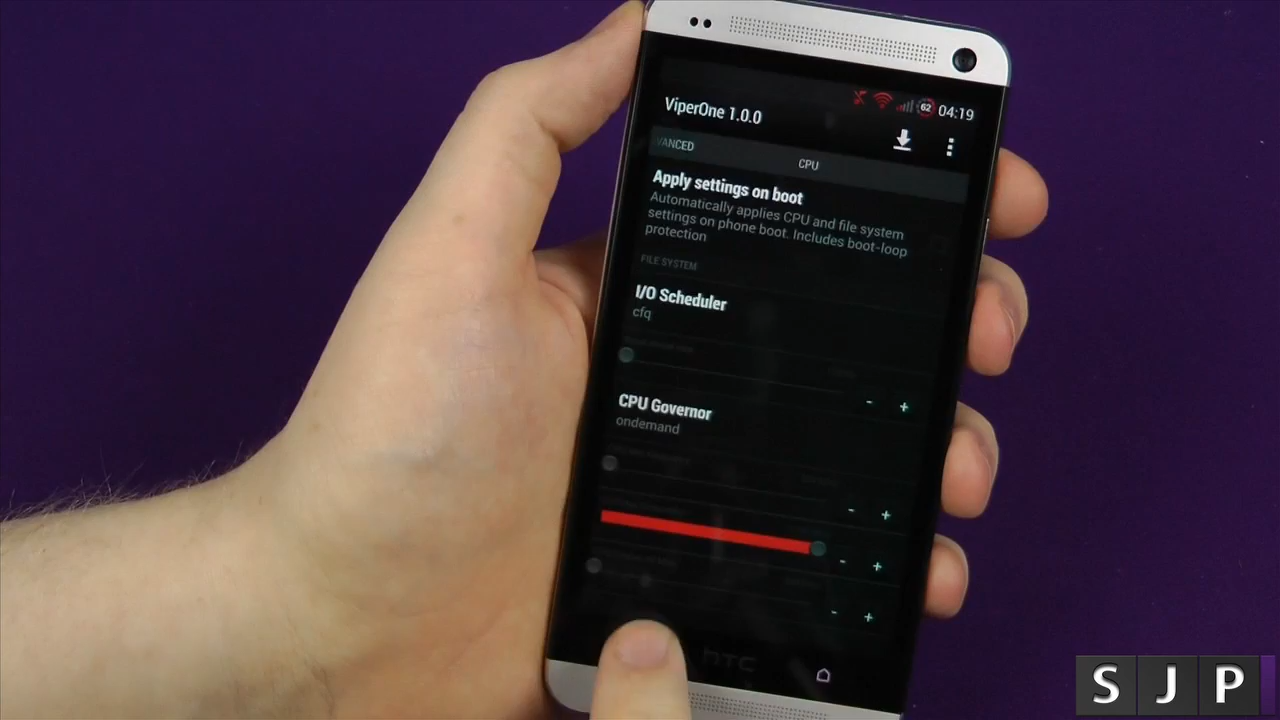 62 04:19
ViperOne 1.0.0
VANCED
CPU
Apply settings on boot
Automatically applies CPU and file system
settings on phone boot. Includes boot-loop
protection
FILE SYSTEM
I/O Scheduler
cfq
- +
CPU Governor
ondemand
- +
- +
- +
hTC
S J P